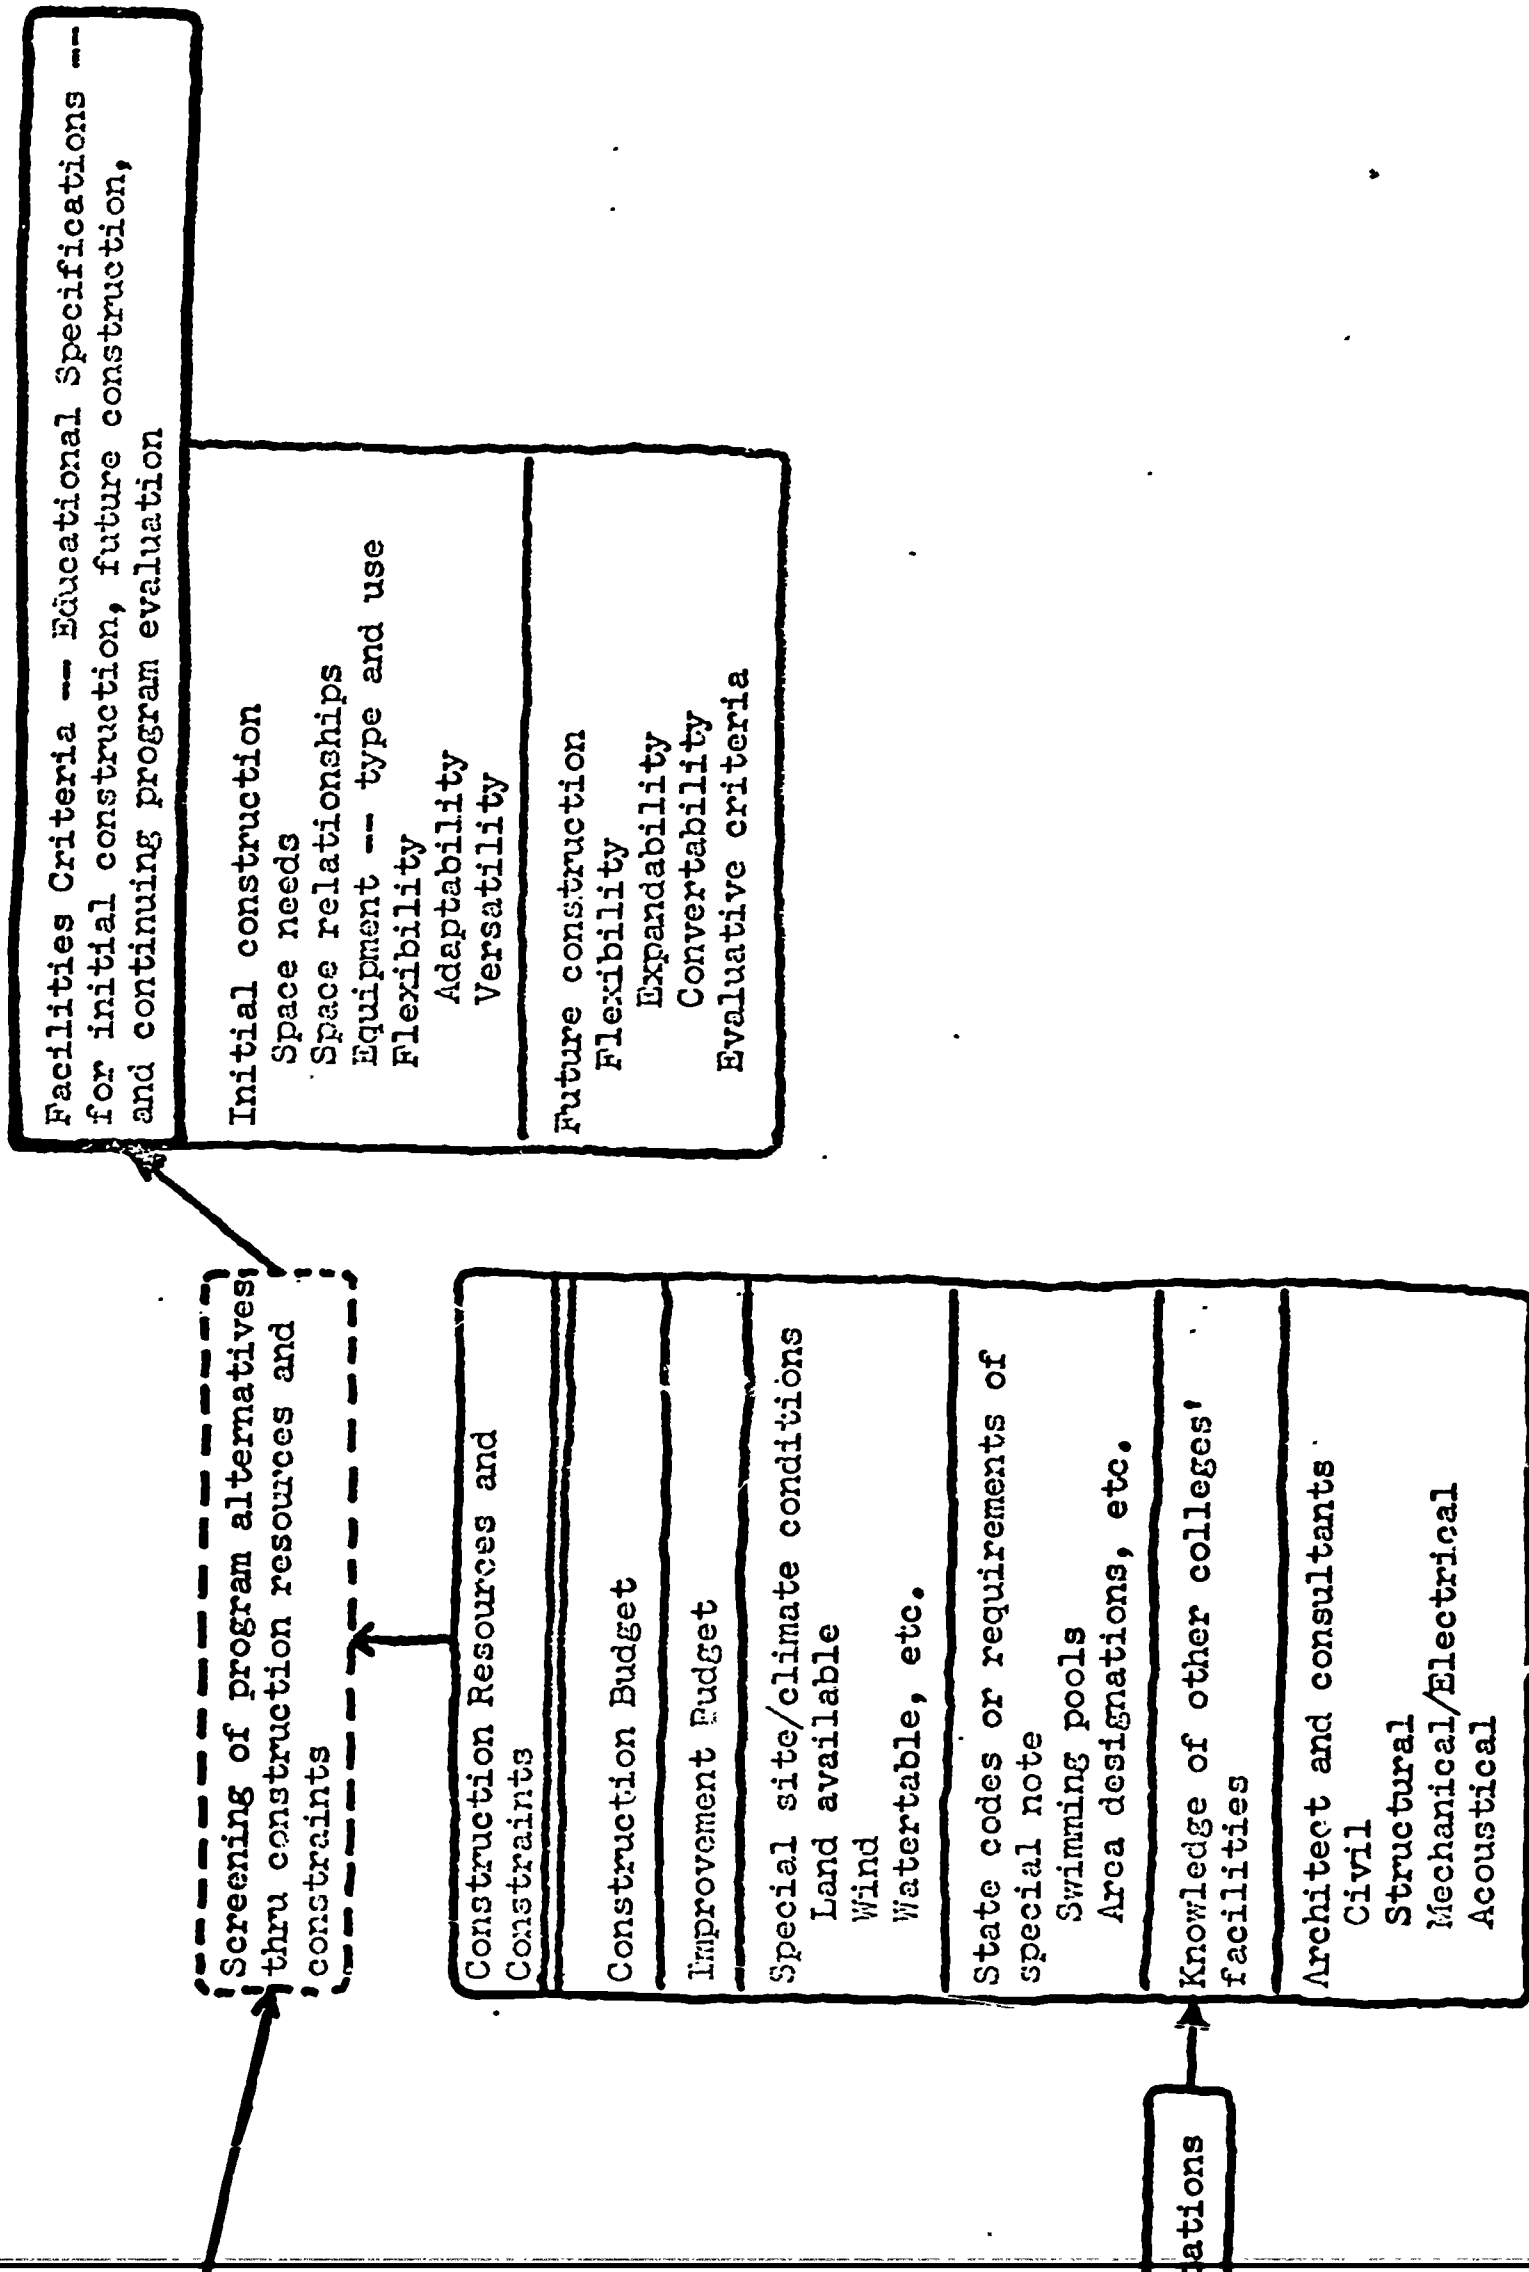 Facilities Criteria -- Educational Specifications --
for initial construction, future construction,
and continuing program evaluation
Initial construction
Space needs
Space relationships
Equipment -- type and use
Flexibility
Adaptability
Versatility
Future construction
Flexibility
Expandability
Convertability
Evaluative criteria
Screening of program alternatives
thru construction resources and
constraints
Construction Resources and
Constraints
Construction Budget
Improvement Budget
Special site/climate conditions
Land available
Wind
Watertable, etc.
State codes or requirements of
special note
Swimming pools
Area designations, etc.
Knowledge of other colleges'
facilities
Architect and consultants
Civil
Structural
Mechanical/Electrical
Acoustical
ations